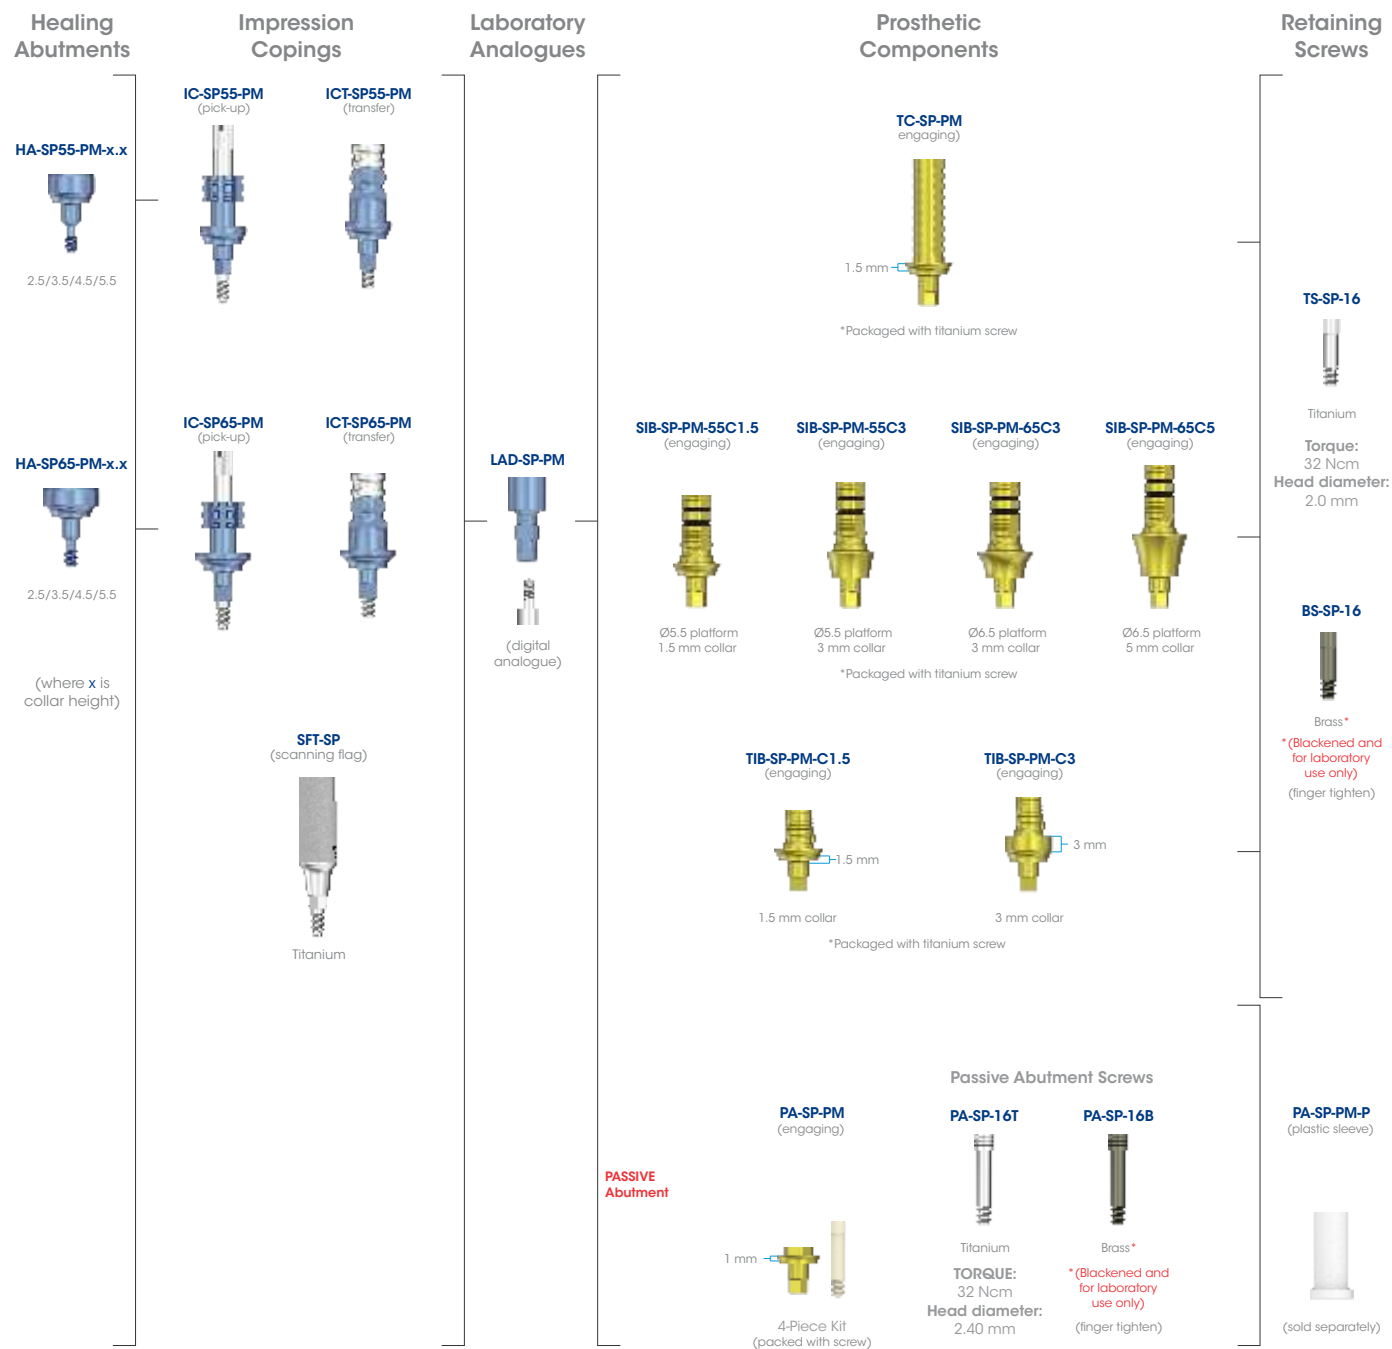 Healing
Abutments
Impression
Copings
Laboratory
Analogues
Prosthetic
Components
Retaining
Screws
HA-SP55-PM-x.x
2.5/3.5/4.5/5.5
HA-SP65-PM-x.x
2.5/3.5/4.5/5.5
(where x is
collar height)
IC-SP55-PM
(pick-up)
ICT-SP55-PM
(transfer)
IC-SP65-PM
(pick-up)
ICT-SP65-PM
(transfer)
SFT-SP
(scanning flag)
Titanium
LAD-SP-PM
(digital
analogue)
TC-SP-PM
engaging)
1.5 mm
*Packaged with titanium screw
SIB-SP-PM-55C1.5
(engaging)
Ø5.5 platform
1.5 mm collar
SIB-SP-PM-55C3
(engaging)
Ø5.5 platform
3 mm collar
SIB-SP-PM-65C3
(engaging)
Ø6.5 platform
3 mm collar
SIB-SP-PM-65C5
(engaging)
Ø6.5 platform
5 mm collar
*Packaged with titanium screw
TIB-SP-PM-C1.5
(engaging)
1.5 mm
1.5 mm collar
TIB-SP-PM-C3
(engaging)
3 mm
3 mm collar
*Packaged with titanium screw
TS-SP-16
Titanium
Torque:
32 Ncm
Head diameter:
2.0 mm
BS-SP-16
Brass*
*(Blackened and
for laboratory
use only)
(finger tighten)
PASSIVE
Abutment
PA-SP-PM
(engaging)
1 mm
4-Piece Kit
(packed with screw)
Passive Abutment Screws
PA-SP-16T
Titanium
TORQUE:
32 Ncm
Head diameter:
2.40 mm
PA-SP-16B
Brass*
*(Blackened and
for laboratory
use only)
(finger tighten)
PA-SP-PM-P
(plastic sleeve)
(sold separately)